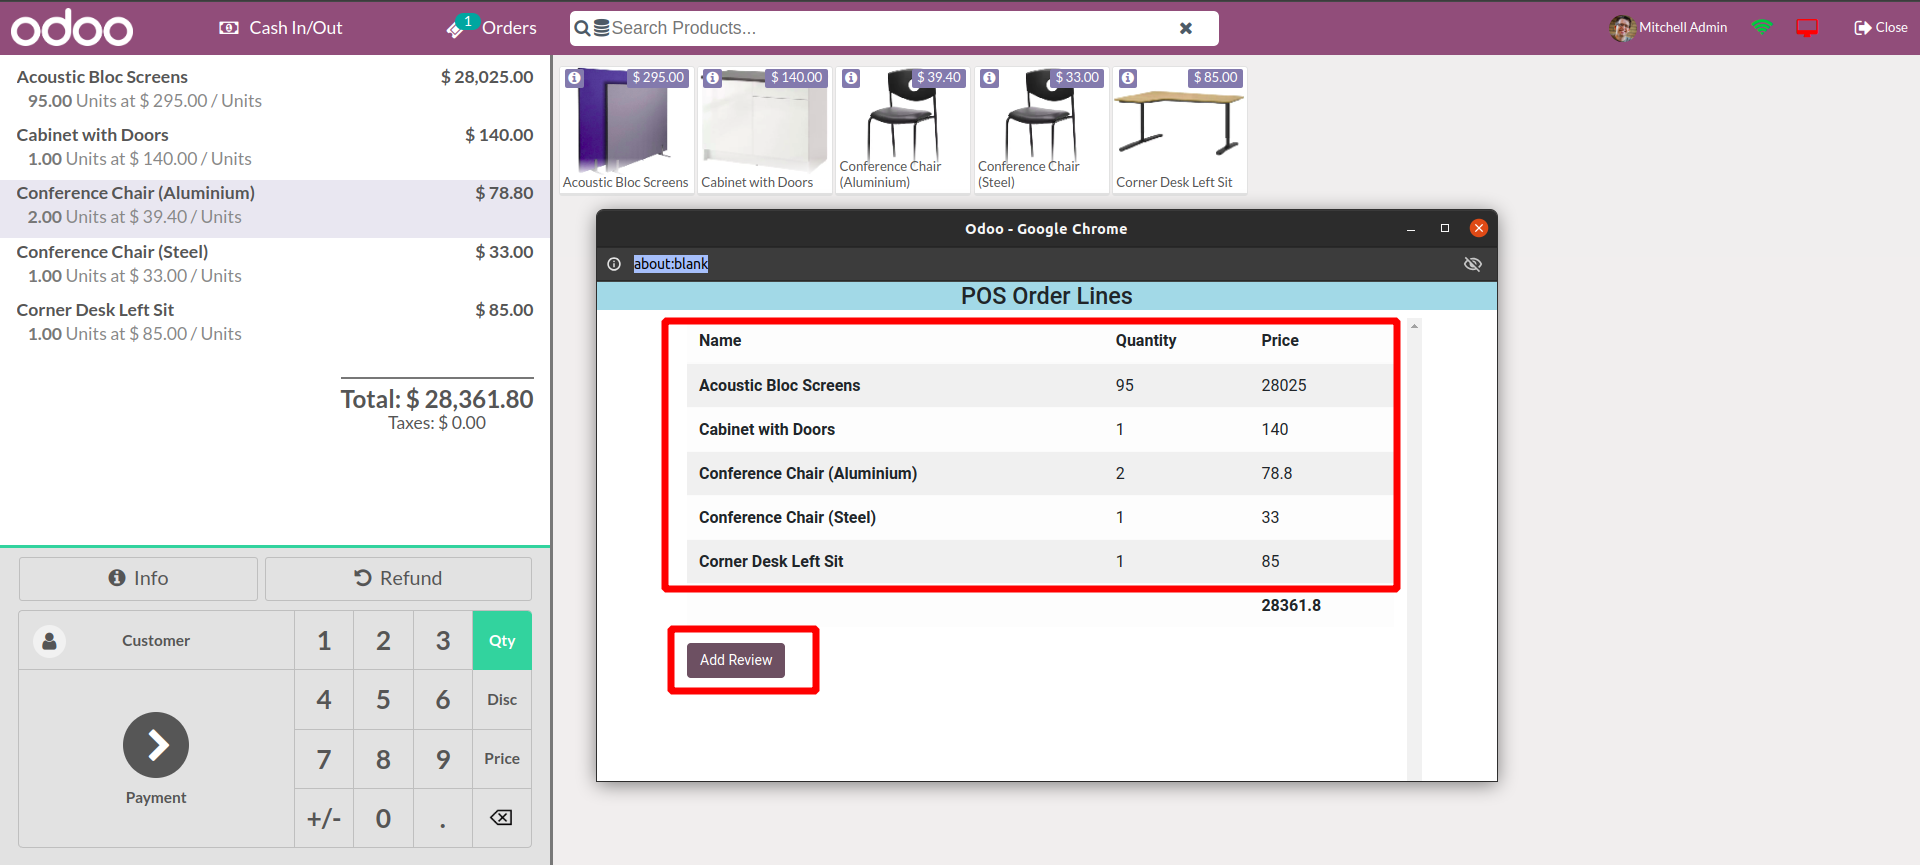 odoo
Cash In/Out
1
Orders
Search Products...
Mitchell Admin
Close
Acoustic Bloc Screens $ 28,025.00
95.00 Units at $ 295.00 / Units
Cabinet with Doors $ 140.00
1.00 Units at $ 140.00 / Units
Conference Chair (Aluminium) $ 78.80
2.00 Units at $ 39.40 / Units
Conference Chair (Steel) $ 33.00
1.00 Units at $ 33.00 / Units
Corner Desk Left Sit $ 85.00
1.00 Units at $ 85.00 / Units
Total: $ 28,361.80
Taxes: $ 0.00
Info
Refund
Customer
Payment
1 2 3 Qty
4 5 6 Disc
7 8 9 Price
+/- 0 .
$ 295.00
Acoustic Bloc Screens
$ 140.00
Cabinet with Doors
$ 39.40
Conference Chair
(Aluminium)
$ 33.00
Conference Chair
(Steel)
$ 85.00
Corner Desk Left Sit
Odoo - Google Chrome
about:blank
POS Order Lines
Name Quantity Price
Acoustic Bloc Screens 95 28025
Cabinet with Doors 1 140
Conference Chair (Aluminium) 2 78.8
Conference Chair (Steel) 1 33
Corner Desk Left Sit 1 85
28361.8
Add Review